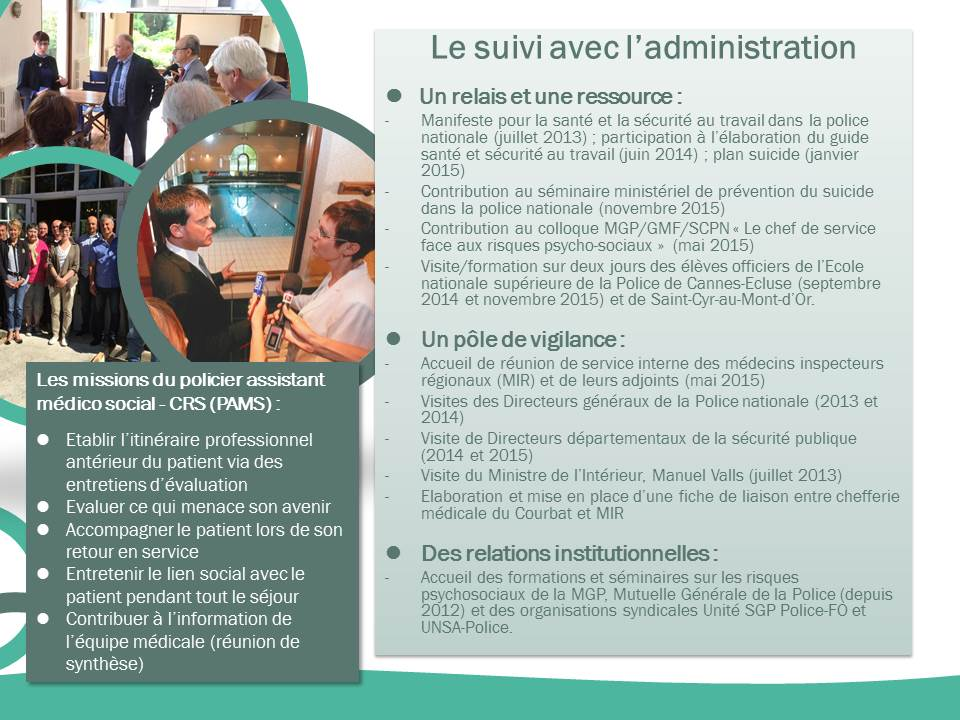 Le suivi avec l’administration
● Un relais et une ressource :
- Manifeste pour la santé et la sécurité au travail dans la police
nationale (juillet 2013) ; participation à l’élaboration du guide
santé et sécurité au travail (juin 2014) ; plan suicide (janvier
2015)
- Contribution au séminaire ministériel de prévention du suicide
dans la police nationale (novembre 2015)
- Contribution au colloque MGP/GMF/SCPN « Le chef de service
face aux risques psycho-sociaux » (mai 2015)
- Visite/formation sur deux jours des élèves officiers de l’Ecole
nationale supérieure de la Police de Cannes-Ecluse (septembre
2014 et novembre 2015) et de Saint-Cyr-au-Mont-d’Or.
● Un pôle de vigilance :
- Accueil de réunion de service interne des médecins inspecteurs
régionaux (MIR) et de leurs adjoints (mai 2015)
- Visites des Directeurs généraux de la Police nationale (2013 et
2014)
- Visite de Directeurs départementaux de la sécurité publique
(2014 et 2015)
- Visite du Ministre de l’Intérieur, Manuel Valls (juillet 2013)
- Elaboration et mise en place d’une fiche de liaison entre chefferie
médicale du Courbat et MIR
● Des relations institutionnelles :
- Accueil des formations et séminaires sur les risques
psychosociaux de la MGP, Mutuelle Générale de la Police (depuis
2012) et des organisations syndicales Unité SGP Police-FO et
UNSA-Police.
Les missions du policier assistant
médico social - CRS (PAMS) :
● Etablir l’itinéraire professionnel
antérieur du patient via des
entretiens d’évaluation
● Evaluer ce qui menace son avenir
● Accompagner le patient lors de son
retour en service
● Entretenir le lien social avec le
patient pendant tout le séjour
● Contribuer à l’information de
l’équipe médicale (réunion de
synthèse)